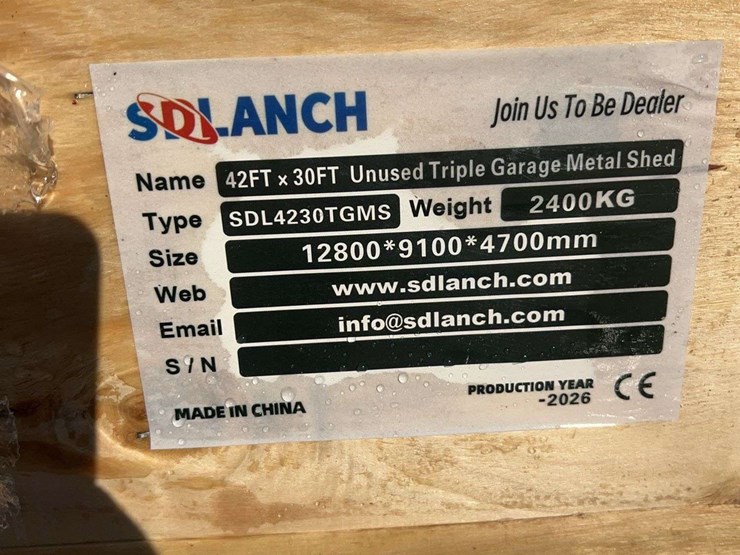 SDLANCH
Join Us To Be Dealer
Name 42FT × 30FT Unused Triple Garage Metal Shed
Type SDL4230TGMS Weight 2400KG
Size 12800*9100*4700mm
Web www.sdlanch.com
Email info@sdlanch.com
S / N
MADE IN CHINA
PRODUCTION YEAR
-2026
CE